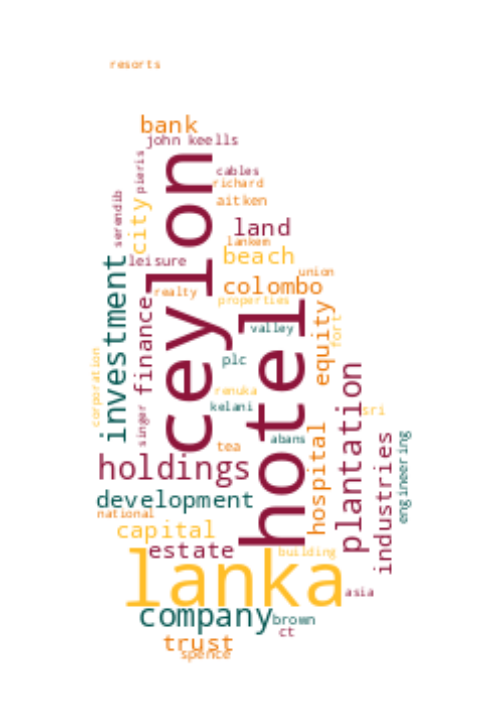 resorts
bank
john keells
pieris
cables
richard
serendib
city
ceylon
aitken
land
lankem
beach
leisure
union
investment
colombo
realty
finance
properties
hotel
equity
fort
valley
corporation
plc
plantation
renuka
singer
kelani
sri
tea
abans
hospital
industries
engineering
holdings
development
national
capital
estate
building
lanka
asia
company
brown
ct
trust
spence